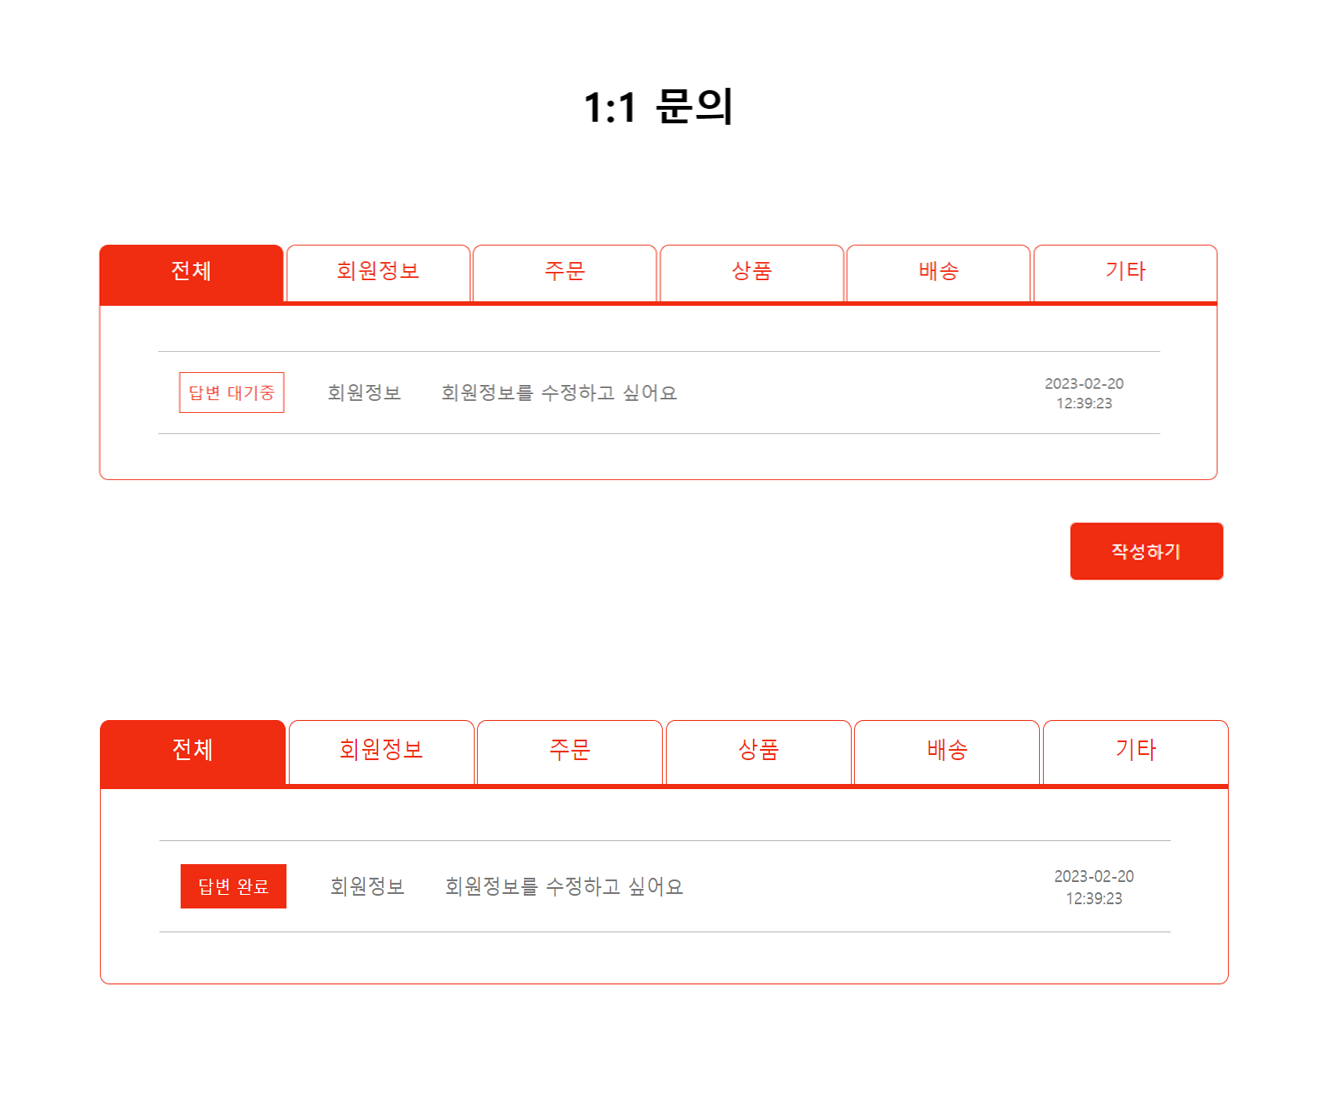 1:1 문의
전체 회원정보 주문 상품 배송 기타
답변 대기중 회원정보 회원정보를 수정하고 싶어요 2023-02-20
12:39:23
작성하기
전체 회원정보 주문 상품 배송 기타
답변 완료 회원정보 회원정보를 수정하고 싶어요 2023-02-20
12:39:23